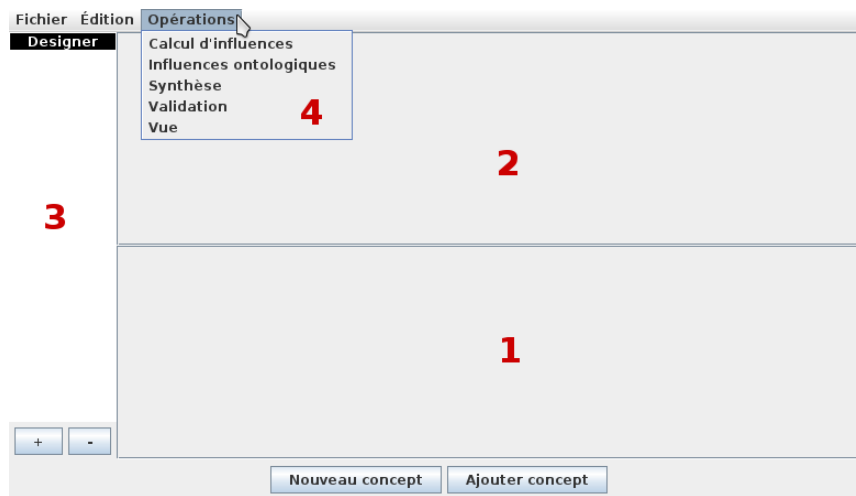 Fichier Édition Opérations
Designer
Calcul d'influences
Influences ontologiques
Synthèse
Validation
Vue
4
2
3
1
+ -
Nouveau concept Ajouter concept